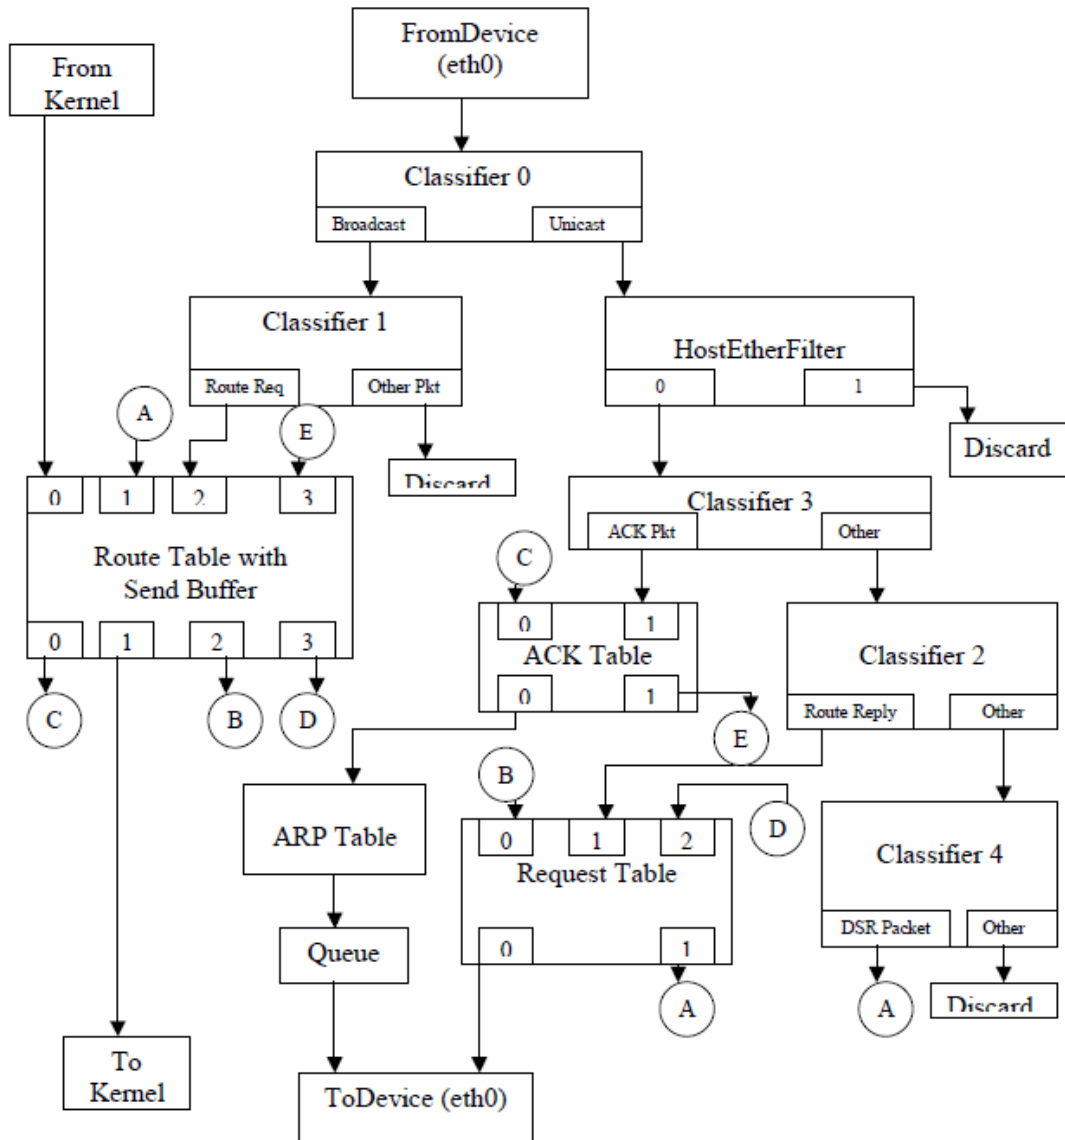 FromDevice
(eth0)
From
Kernel
Classifier 0
Broadcast
Unicast
Classifier 1
Route Req
Other Pkt
HostEtherFilter
0
1
A
E
Discard
Discard
0
1
2
3
Route Table with
Send Buffer
0
1
2
3
Classifier 3
ACK Pkt
Other
C
0
1
ACK Table
0
1
Classifier 2
Route Reply
Other
C
B
D
E
B
D
ARP Table
0
1
2
Request Table
0
1
Classifier 4
DSR Packet
Other
Queue
A
A
Discard
To
Kernel
ToDevice (eth0)